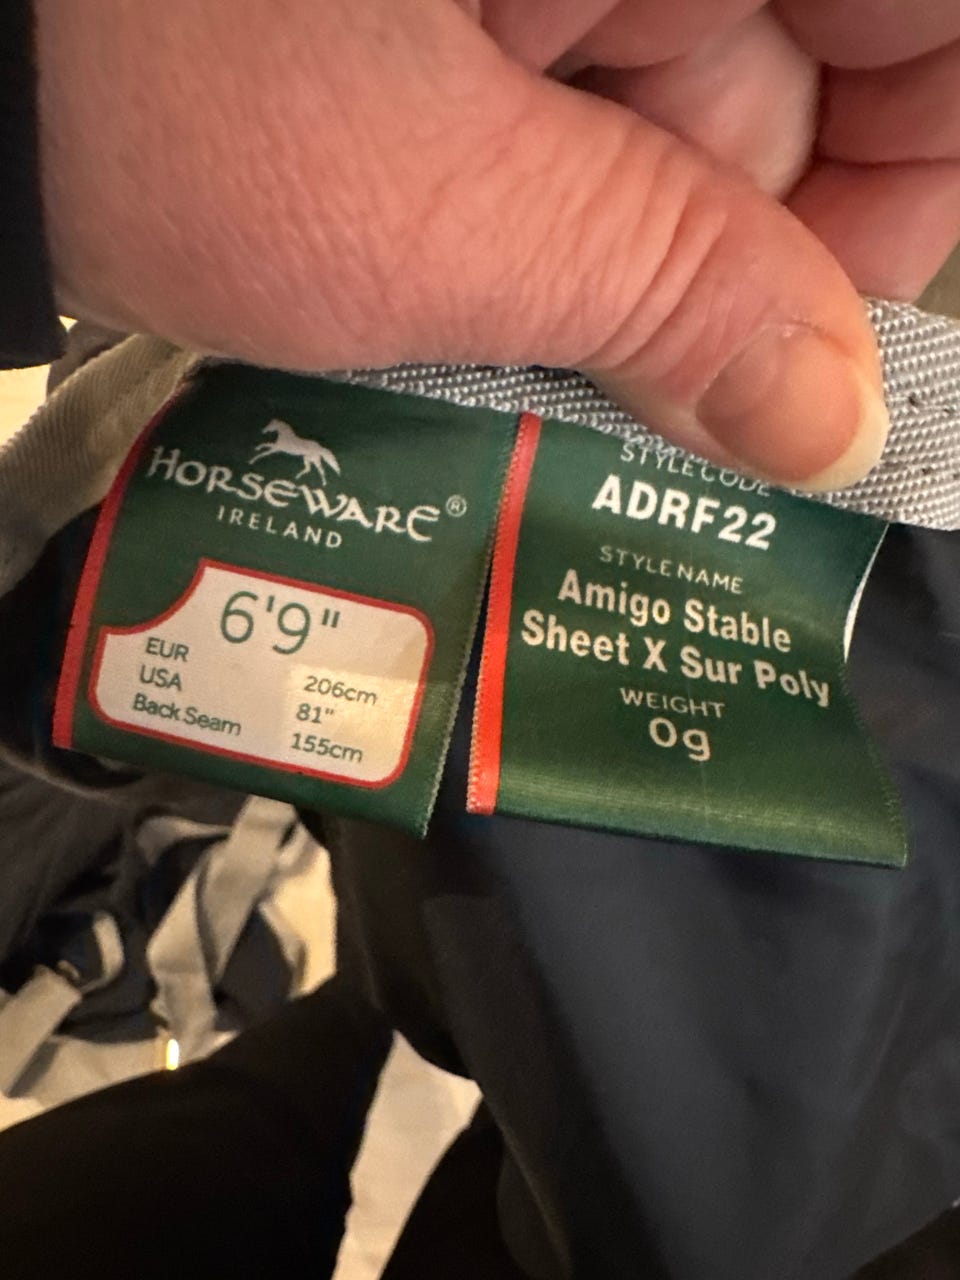 HORSEWARE®
IRELAND
6'9"
EUR 206cm
USA 81"
Back Seam 155cm
STYLE CODE
ADRF22
STYLE NAME
Amigo Stable
Sheet X Sur Poly
WEIGHT
0g